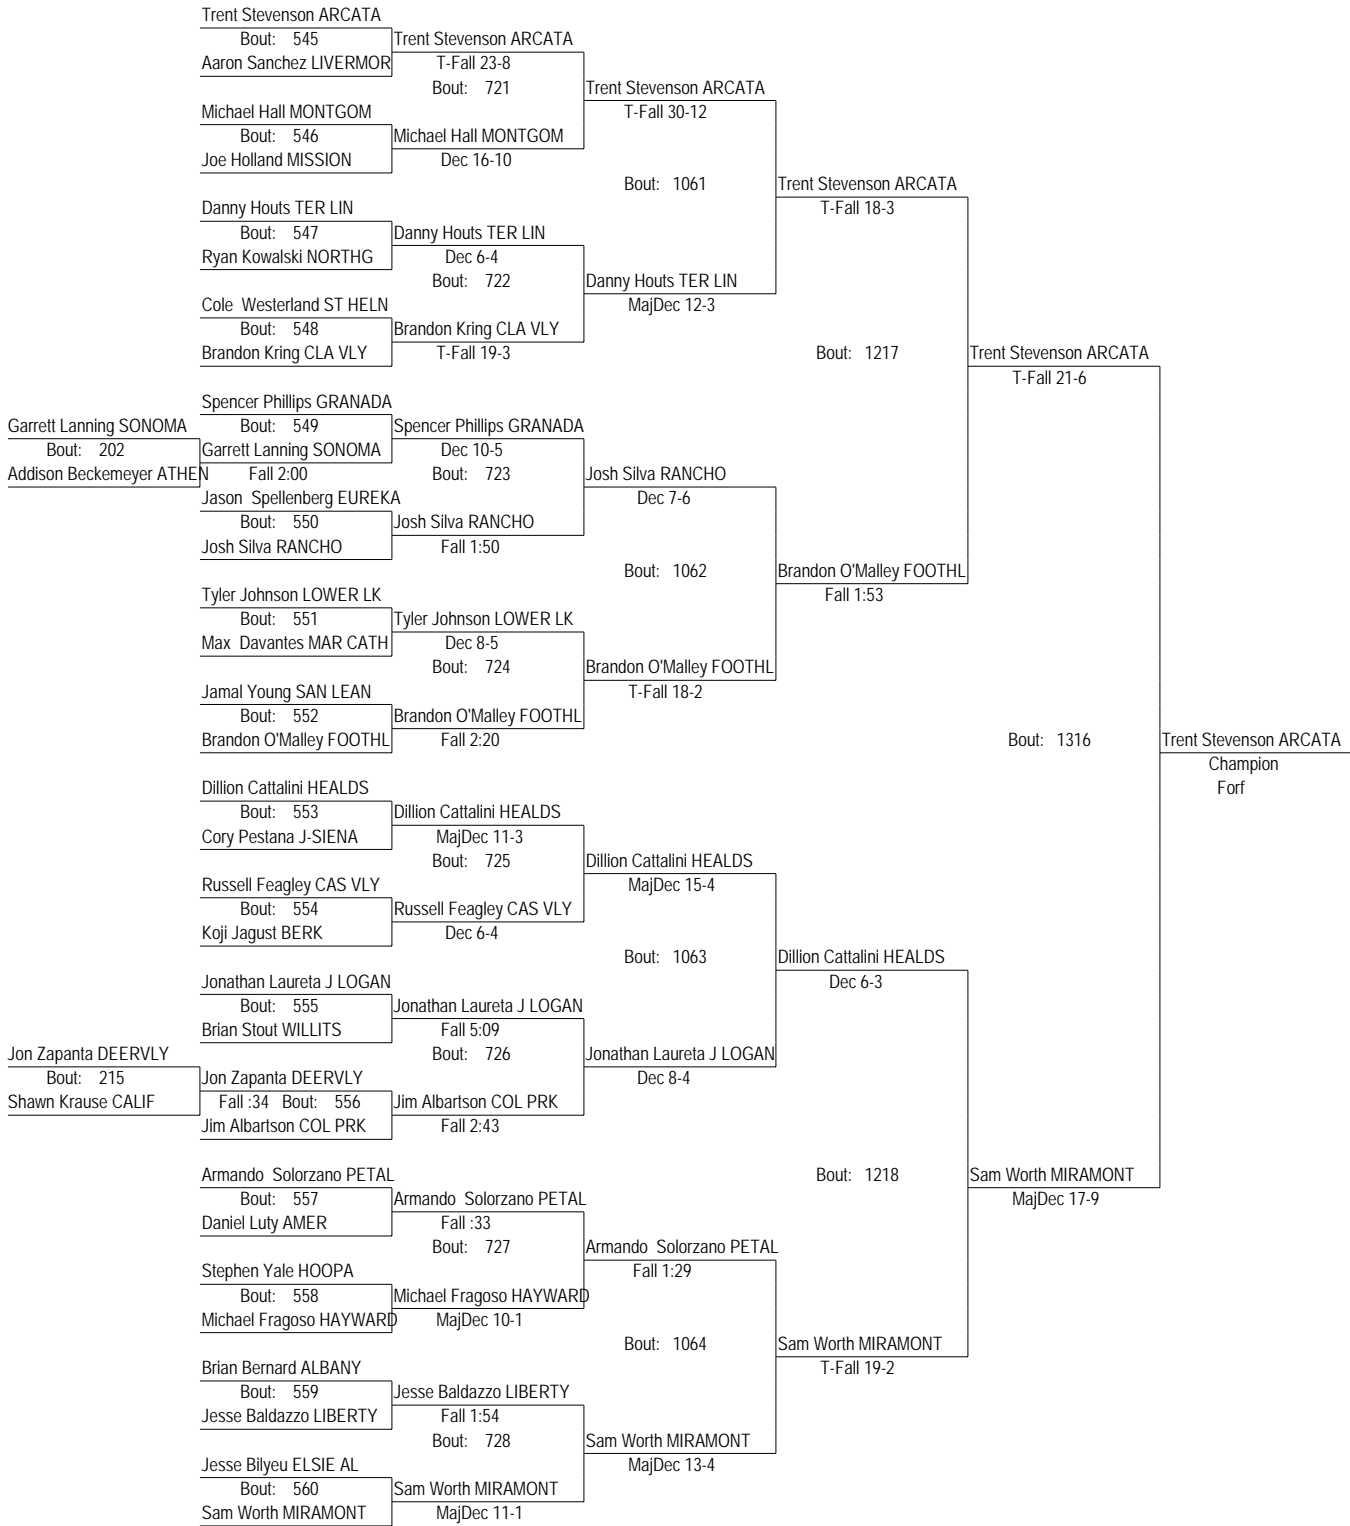 Trent Stevenson ARCATA
Bout: 545
Trent Stevenson ARCATA
Aaron Sanchez LIVERMOR
T-Fall 23-8
Bout: 721
Trent Stevenson ARCATA
Michael Hall MONTGOM
T-Fall 30-12
Bout: 546
Michael Hall MONTGOM
Joe Holland MISSION
Dec 16-10
Bout: 1061
Trent Stevenson ARCATA
Danny Houts TER LIN
T-Fall 18-3
Bout: 547
Danny Houts TER LIN
Ryan Kowalski NORTHG
Dec 6-4
Bout: 722
Danny Houts TER LIN
Cole Westerland ST HELN
MajDec 12-3
Bout: 548
Brandon Kring CLA VLY
Brandon Kring CLA VLY
T-Fall 19-3
Bout: 1217
Trent Stevenson ARCATA
T-Fall 21-6
Spencer Phillips GRANADA
Garrett Lanning SONOMA
Bout: 549
Spencer Phillips GRANADA
Bout: 202
Garrett Lanning SONOMA
Dec 10-5
Addison Beckemeyer ATHEN
Fall 2:00
Bout: 723
Josh Silva RANCHO
Jason Spellenberg EUREKA
Dec 7-6
Bout: 550
Josh Silva RANCHO
Josh Silva RANCHO
Fall 1:50
Bout: 1062
Brandon O'Malley FOOTHL
Tyler Johnson LOWER LK
Fall 1:53
Bout: 551
Tyler Johnson LOWER LK
Max Davantes MAR CATH
Dec 8-5
Bout: 724
Brandon O'Malley FOOTHL
Jamal Young SAN LEAN
T-Fall 18-2
Bout: 552
Brandon O'Malley FOOTHL
Brandon O'Malley FOOTHL
Fall 2:20
Bout: 1316
Trent Stevenson ARCATA
Champion
Forf
Dillion Cattalini HEALDS
Bout: 553
Dillion Cattalini HEALDS
Cory Pestana J-SIENA
MajDec 11-3
Bout: 725
Dillion Cattalini HEALDS
Russell Feagley CAS VLY
MajDec 15-4
Bout: 554
Russell Feagley CAS VLY
Koji Jagust BERK
Dec 6-4
Bout: 1063
Dillion Cattalini HEALDS
Jonathan Laureta J LOGAN
Dec 6-3
Bout: 555
Jonathan Laureta J LOGAN
Brian Stout WILLITS
Fall 5:09
Jon Zapanta DEERVLY
Bout: 726
Jonathan Laureta J LOGAN
Bout: 215
Jon Zapanta DEERVLY
Dec 8-4
Shawn Krause CALIF
Fall :34 Bout: 556
Jim Albartson COL PRK
Jim Albartson COL PRK
Fall 2:43
Armando Solorzano PETAL
Bout: 1218
Sam Worth MIRAMONT
Bout: 557
Armando Solorzano PETAL
MajDec 17-9
Daniel Luty AMER
Fall :33
Bout: 727
Armando Solorzano PETAL
Stephen Yale HOOPA
Fall 1:29
Bout: 558
Michael Fragoso HAYWARD
Michael Fragoso HAYWARD
MajDec 10-1
Bout: 1064
Sam Worth MIRAMONT
Brian Bernard ALBANY
T-Fall 19-2
Bout: 559
Jesse Baldazzo LIBERTY
Jesse Baldazzo LIBERTY
Fall 1:54
Bout: 728
Sam Worth MIRAMONT
Jesse Bilyeu ELSIE AL
MajDec 13-4
Bout: 560
Sam Worth MIRAMONT
Sam Worth MIRAMONT
MajDec 11-1